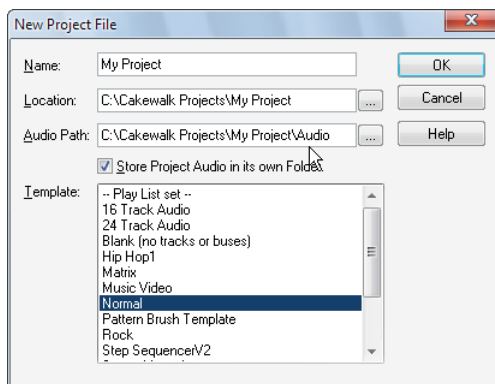 New Project File
Name: My Project OK
Location: C:\Cakewalk Projects\My Project ... Cancel
Audio Path: C:\Cakewalk Projects\My Project\Audio ... Help
Store Project Audio in its own Folder
Template: -- Play List set --
16 Track Audio
24 Track Audio
Blank (no tracks or buses)
Hip Hop1
Matrix
Music Video
Normal
Pattern Brush Template
Rock
Step SequencerV2